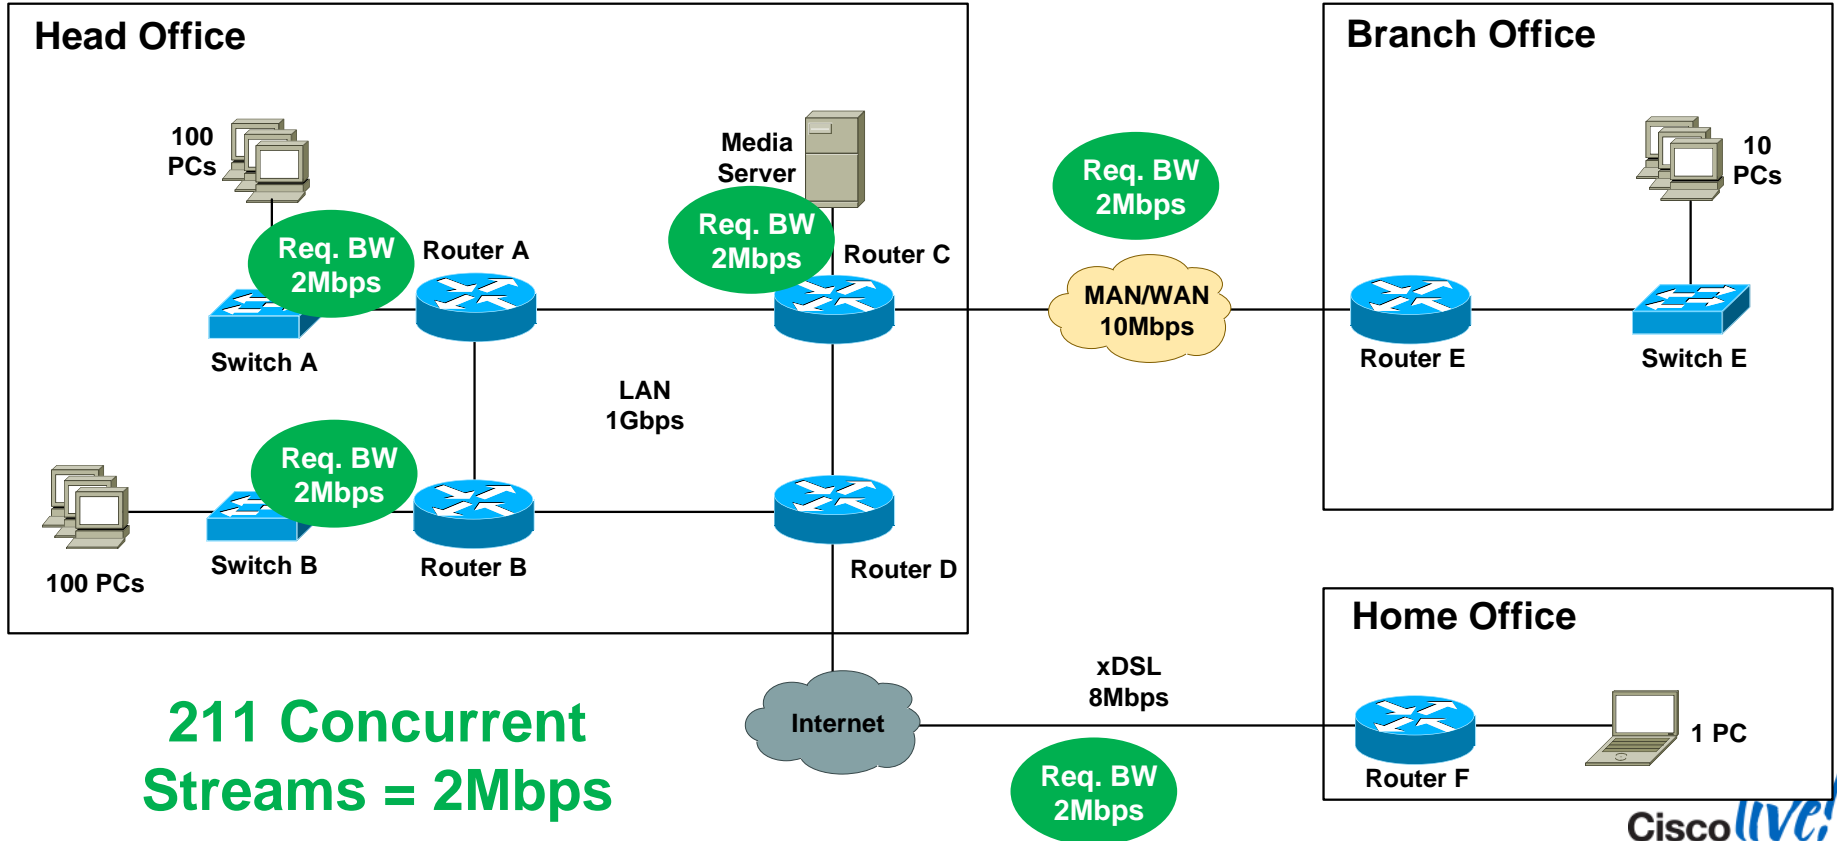 Head Office
Branch Office
100
PCs
Media
Server
Req. BW
2Mbps
10
PCs
Req. BW
2Mbps
Router A
Req. BW
2Mbps
Router C
MAN/WAN
10Mbps
Switch A
Router E
Switch E
LAN
1Gbps
Req. BW
2Mbps
Switch B
Router B
Router D
100 PCs
Home Office
xDSL
8Mbps
211 Concurrent
Streams = 2Mbps
Internet
1 PC
Req. BW
2Mbps
Router F
Cisco live!